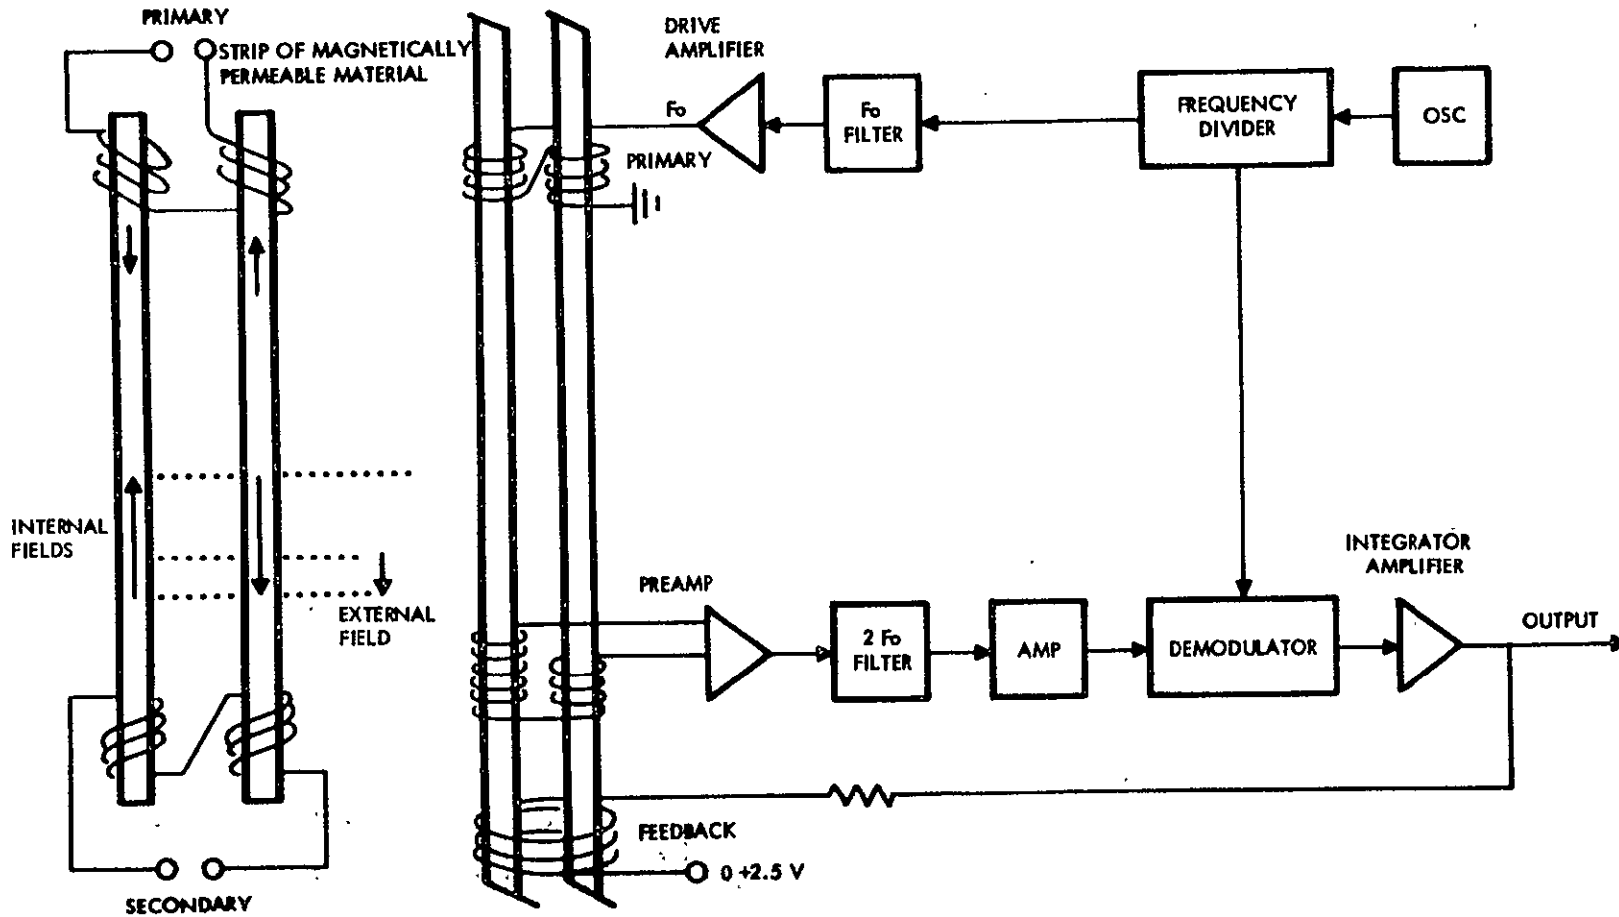 PRIMARY
STRIP OF MAGNETICALLY
PERMEABLE MATERIAL
INTERNAL
FIELDS
EXTERNAL
FIELD
SECONDARY
DRIVE
AMPLIFIER
Fo
PRIMARY
Fo
FILTER
FREQUENCY
DIVIDER
OSC
PREAMP
2 Fo
FILTER
AMP
DEMODULATOR
INTEGRATOR
AMPLIFIER
OUTPUT
FEEDBACK
0 +2.5 V